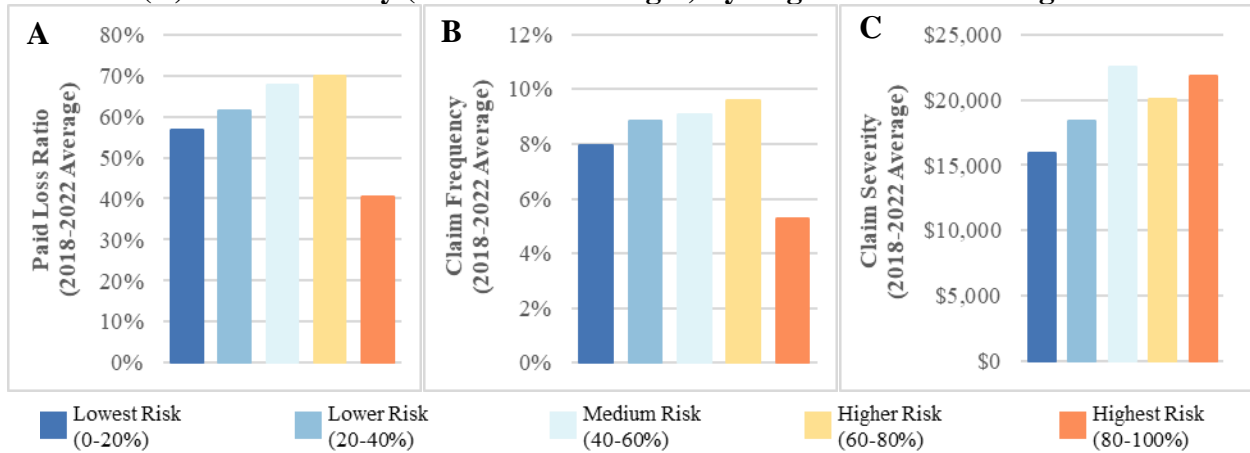 A
Paid Loss Ratio
(2018-2022 Average)
80%
70%
60%
50%
40%
30%
20%
10%
0%
B
Claim Frequency
(2018-2022 Average)
12%
10%
8%
6%
4%
2%
0%
C
Claim Severity
(2018-2022 Average)
$25,000
$20,000
$15,000
$10,000
$5,000
$0
Lowest Risk
(0-20%)
Lower Risk
(20-40%)
Medium Risk
(40-60%)
Higher Risk
(60-80%)
Highest Risk
(80-100%)